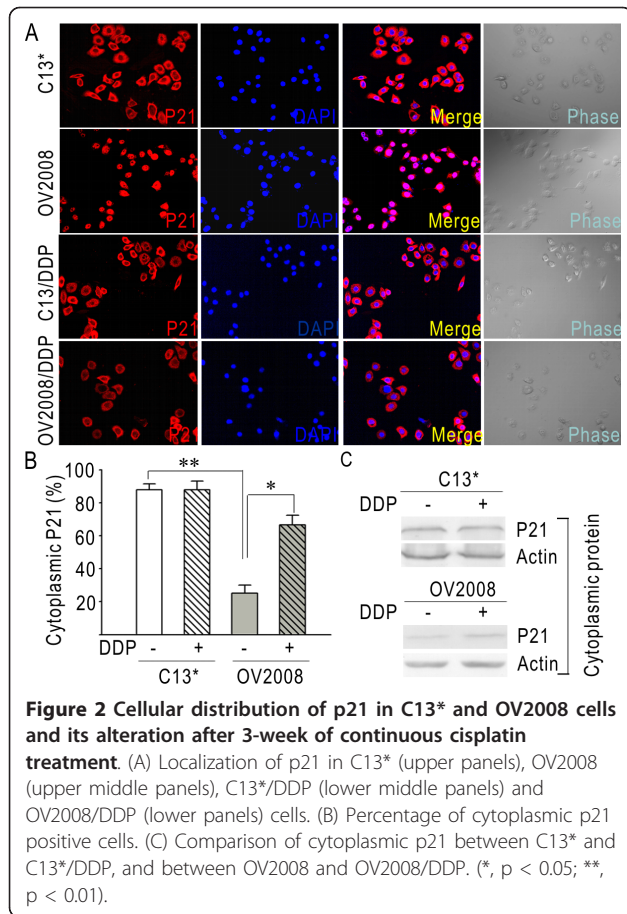 A
C13*
P21
DAPI
Merge
Phase
OV2008
P21
DAPI
Merge
Phase
C13/DDP
P21
DAPI
Merge
Phase
OV2008/DDP
P21
DAPI
Merge
Phase
B
Cytoplasmic P21 (%)
100
80
60
40
20
**
*
DDP - + - +
C13* OV2008
C
C13*
DDP - +
P21
Actin
OV2008
DDP - +
P21
Actin
Cytoplasmic protein
Figure 2 Cellular distribution of p21 in C13* and OV2008 cells
and its alteration after 3-week of continuous cisplatin
treatment. (A) Localization of p21 in C13* (upper panels), OV2008
(upper middle panels), C13*/DDP (lower middle panels) and
OV2008/DDP (lower panels) cells. (B) Percentage of cytoplasmic p21
positive cells. (C) Comparison of cytoplasmic p21 between C13* and
C13*/DDP, and between OV2008 and OV2008/DDP. (*, p < 0.05; **,
p < 0.01).